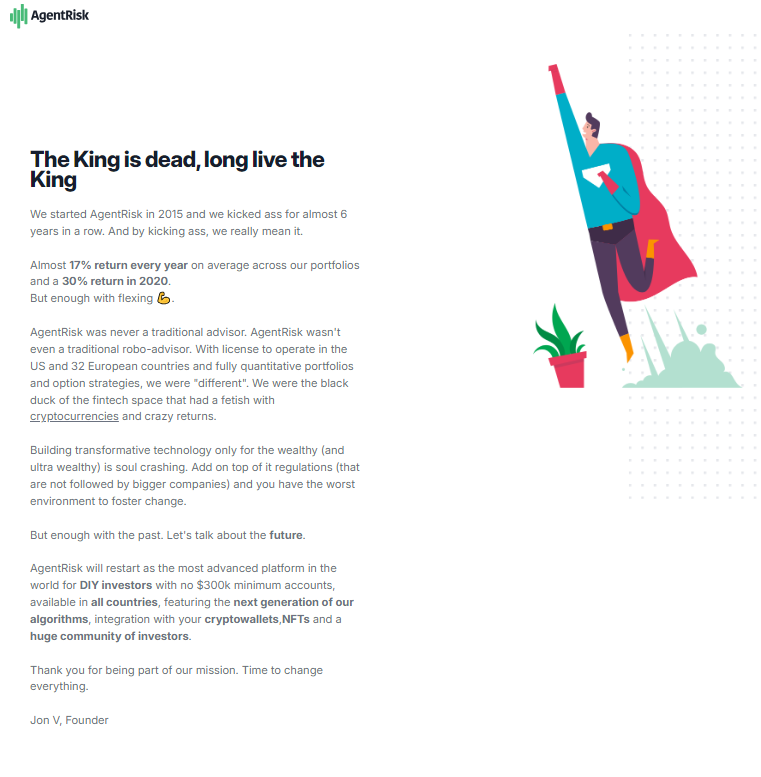 AgentRisk
The King is dead, long live the
King
We started AgentRisk in 2015 and we kicked ass for almost 6
years in a row. And by kicking ass, we really mean it.
Almost 17% return every year on average across our portfolios
and a 30% return in 2020.
But enough with flexing 💪.
AgentRisk was never a traditional advisor. AgentRisk wasn't
even a traditional robo-advisor. With license to operate in the
US and 32 European countries and fully quantitative portfolios
and option strategies, we were "different". We were the black
duck of the fintech space that had a fetish with
cryptocurrencies and crazy returns.
Building transformative technology only for the wealthy (and
ultra wealthy) is soul crashing. Add on top of it regulations (that
are not followed by bigger companies) and you have the worst
environment to foster change.
But enough with the past. Let's talk about the future.
AgentRisk will restart as the most advanced platform in the
world for DIY investors with no $300k minimum accounts,
available in all countries, featuring the next generation of our
algorithms, integration with your cryptowallets,NFTs and a
huge community of investors.
Thank you for being part of our mission. Time to change
everything.
Jon V, Founder